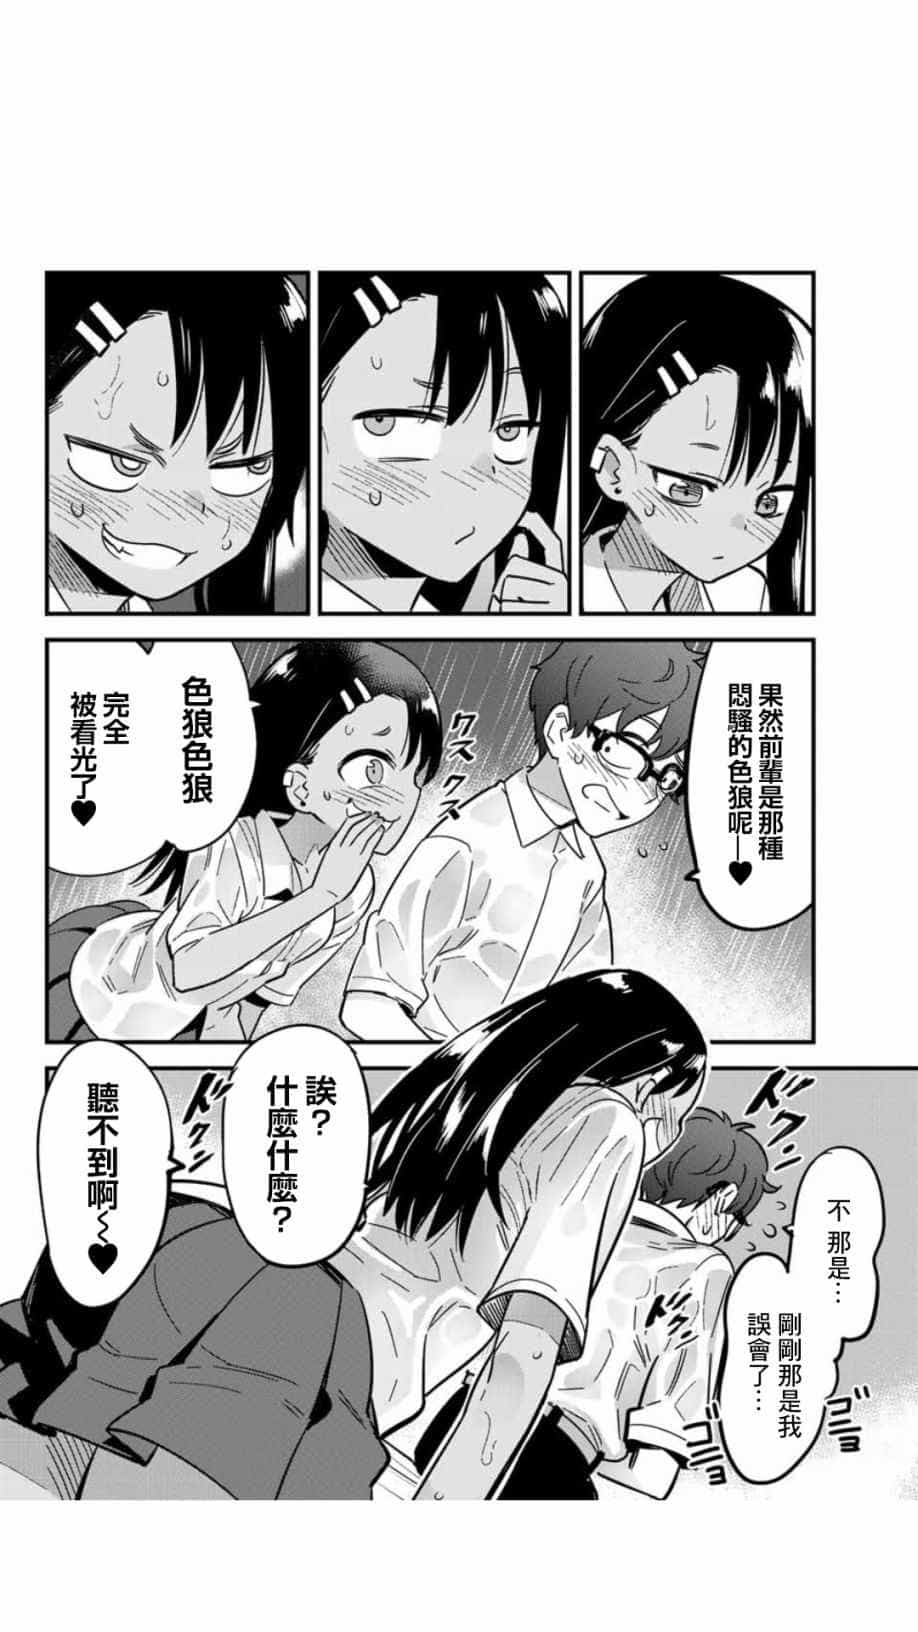 果然前輩是那種
悶騷的色狼呢—♥
クスクス
色狼色狼
完全
被看光了♥
不 那是…
剛剛那是我
誤會了…
ドクン
ゴニョ
ゴニョ
誒？
什麼什麼？
ドクン
聽不到啊～♥